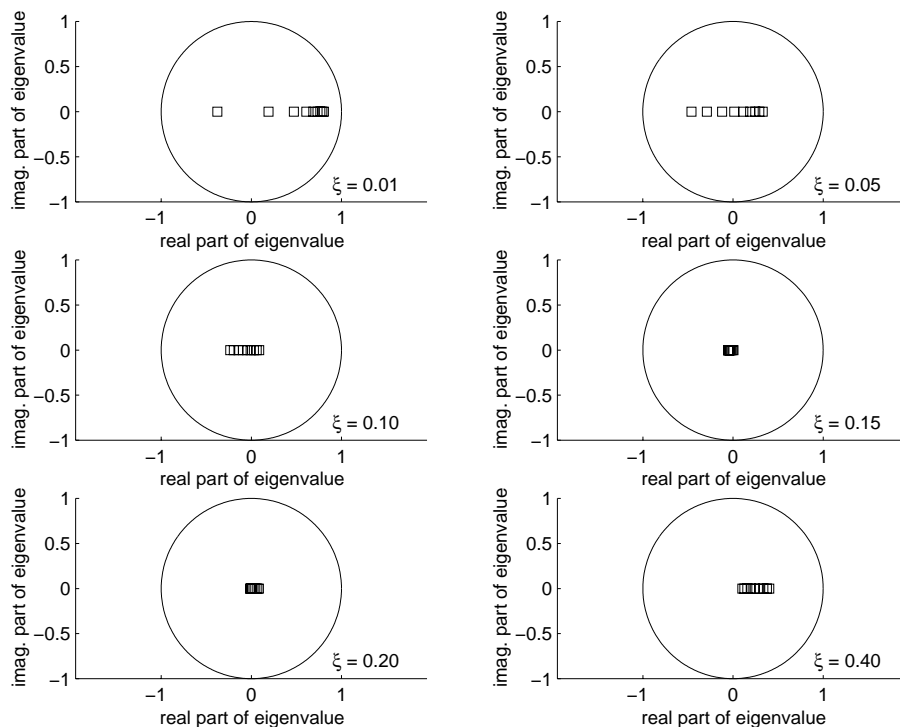 1
0.5
0
−0.5
−1
imag. part of eigenvalue
−1 0 1
real part of eigenvalue
ξ = 0.01
1
0.5
0
−0.5
−1
imag. part of eigenvalue
−1 0 1
real part of eigenvalue
ξ = 0.05
1
0.5
0
−0.5
−1
imag. part of eigenvalue
−1 0 1
real part of eigenvalue
ξ = 0.10
1
0.5
0
−0.5
−1
imag. part of eigenvalue
−1 0 1
real part of eigenvalue
ξ = 0.15
1
0.5
0
−0.5
−1
imag. part of eigenvalue
−1 0 1
real part of eigenvalue
ξ = 0.20
1
0.5
0
−0.5
−1
imag. part of eigenvalue
−1 0 1
real part of eigenvalue
ξ = 0.40